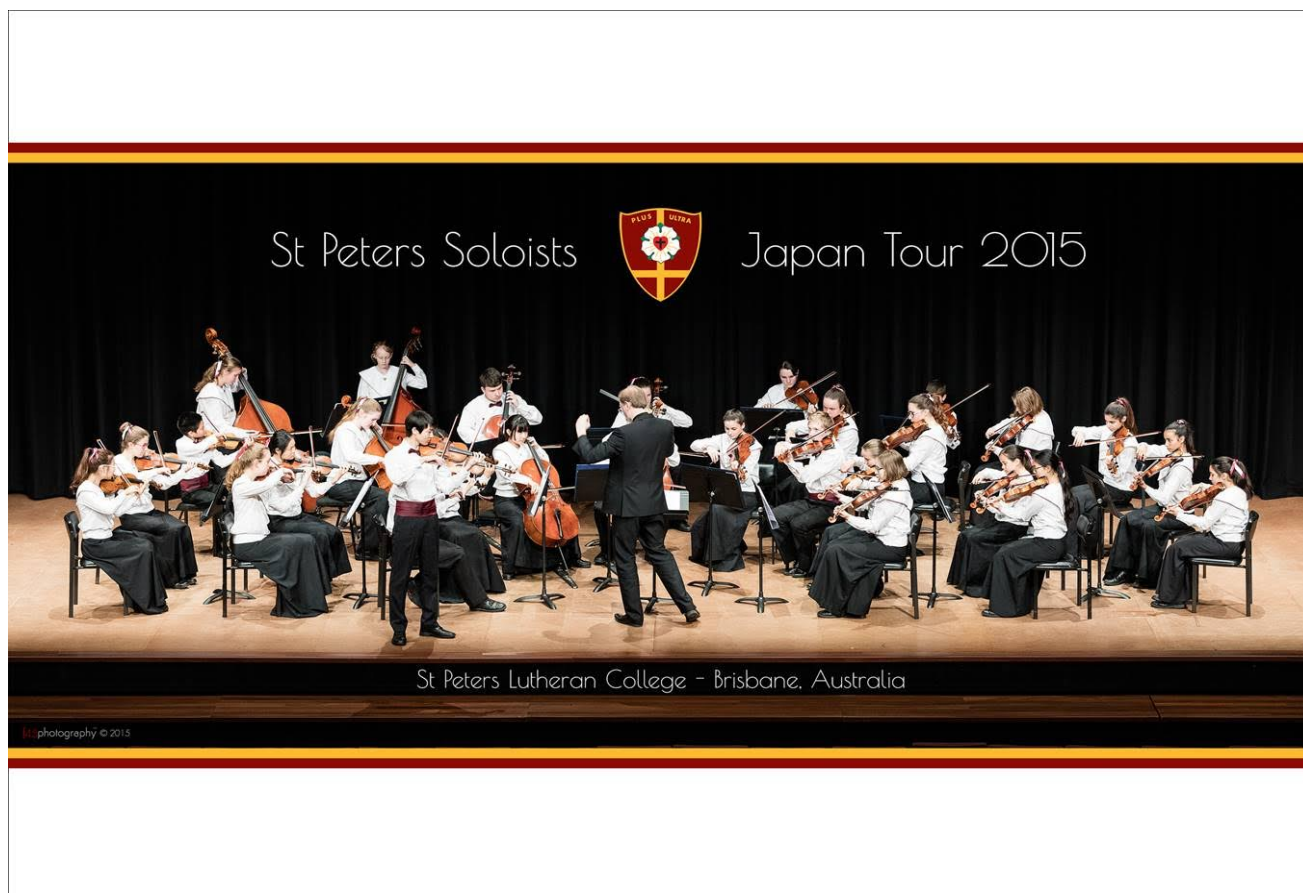 PLUS ULTRA
St Peters Soloists Japan Tour 2015
St Peters Lutheran College - Brisbane, Australia
photography © 2015